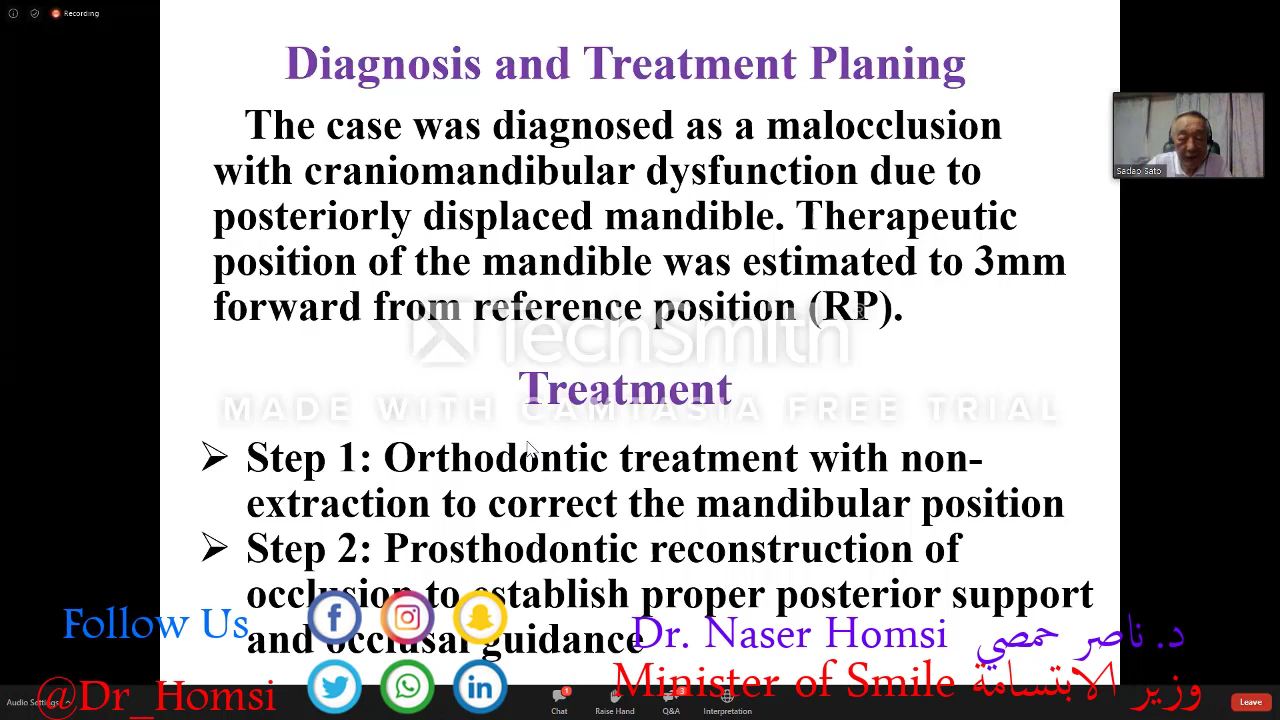 Recording
Diagnosis and Treatment Planing
The case was diagnosed as a malocclusion
with craniomandibular dysfunction due to
posteriorly displaced mandible. Therapeutic
position of the mandible was estimated to 3mm
forward from reference position (RP).
Sadao Sato
TechSmith®
Treatment
MADE WITH CAMTASIA FREE TRIAL
➢ Step 1: Orthodontic treatment with non-
extraction to correct the mandibular position
➢ Step 2: Prosthodontic reconstruction of
occlusion to establish proper posterior support
and occlusal guidance
Follow Us
@Dr_Homsi
Dr. Naser Homsi د. ناصر حمصي
Minister of Smile وزير الابتسامة
Audio Settings
1
Chat
Raise Hand
3
Q&A
Interpretation
Leave